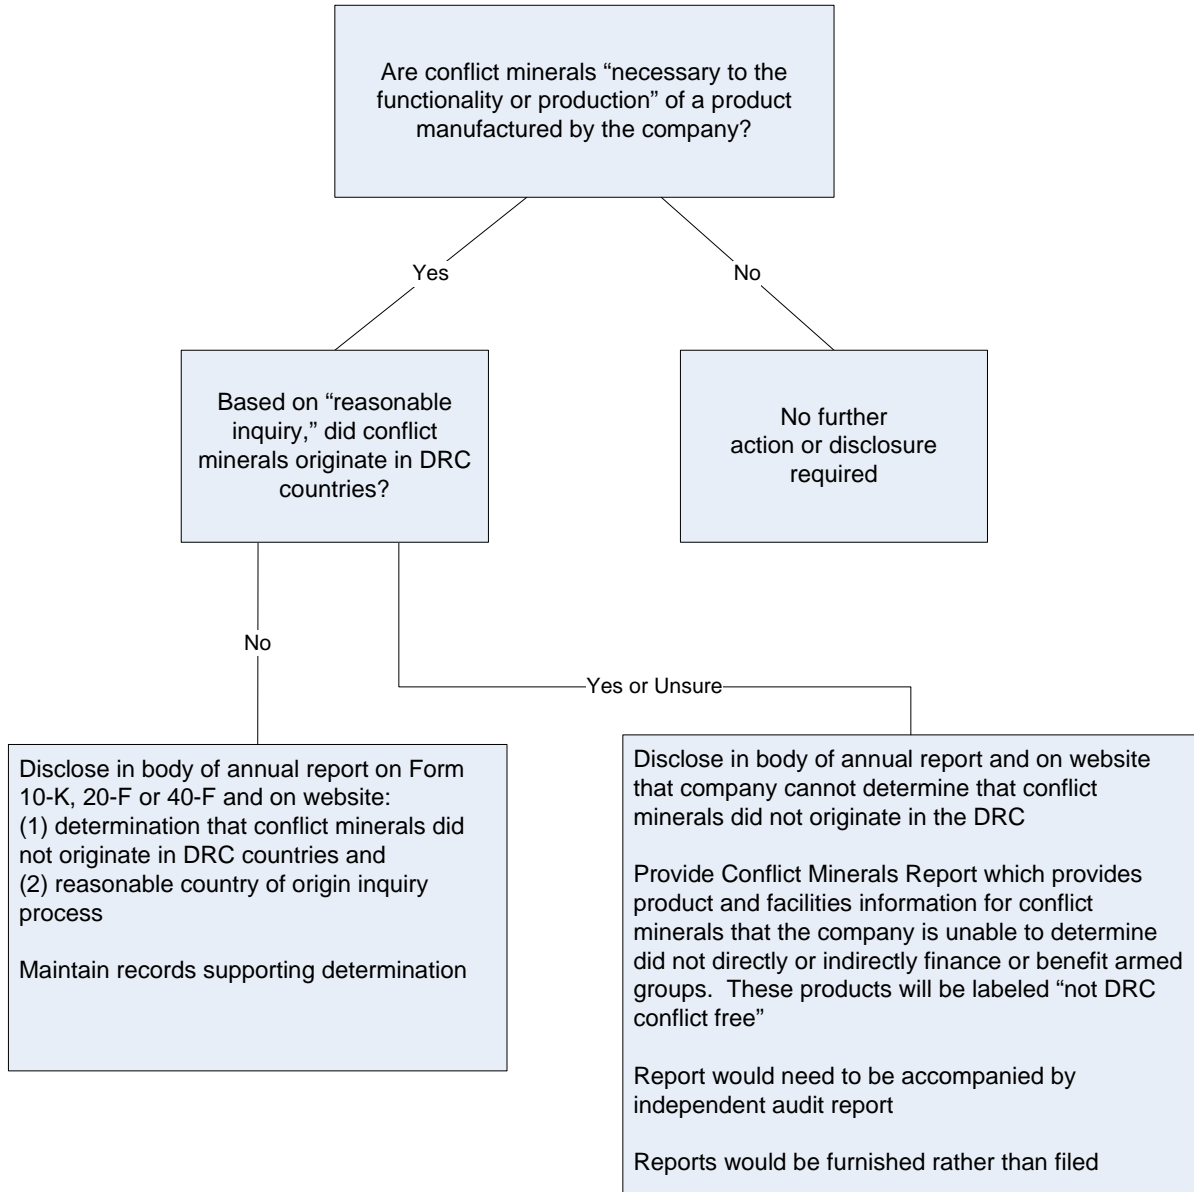 Are conflict minerals “necessary to the
functionality or production” of a product
manufactured by the company?
Yes
No
Based on “reasonable
inquiry,” did conflict
minerals originate in DRC
countries?
No further
action or disclosure
required
No
Yes or Unsure
Disclose in body of annual report on Form
10-K, 20-F or 40-F and on website:
(1) determination that conflict minerals did
not originate in DRC countries and
(2) reasonable country of origin inquiry
process
Maintain records supporting determination
Disclose in body of annual report and on website
that company cannot determine that conflict
minerals did not originate in the DRC
Provide Conflict Minerals Report which provides
product and facilities information for conflict
minerals that the company is unable to determine
did not directly or indirectly finance or benefit armed
groups.  These products will be labeled “not DRC
conflict free”
Report would need to be accompanied by
independent audit report
Reports would be furnished rather than filed